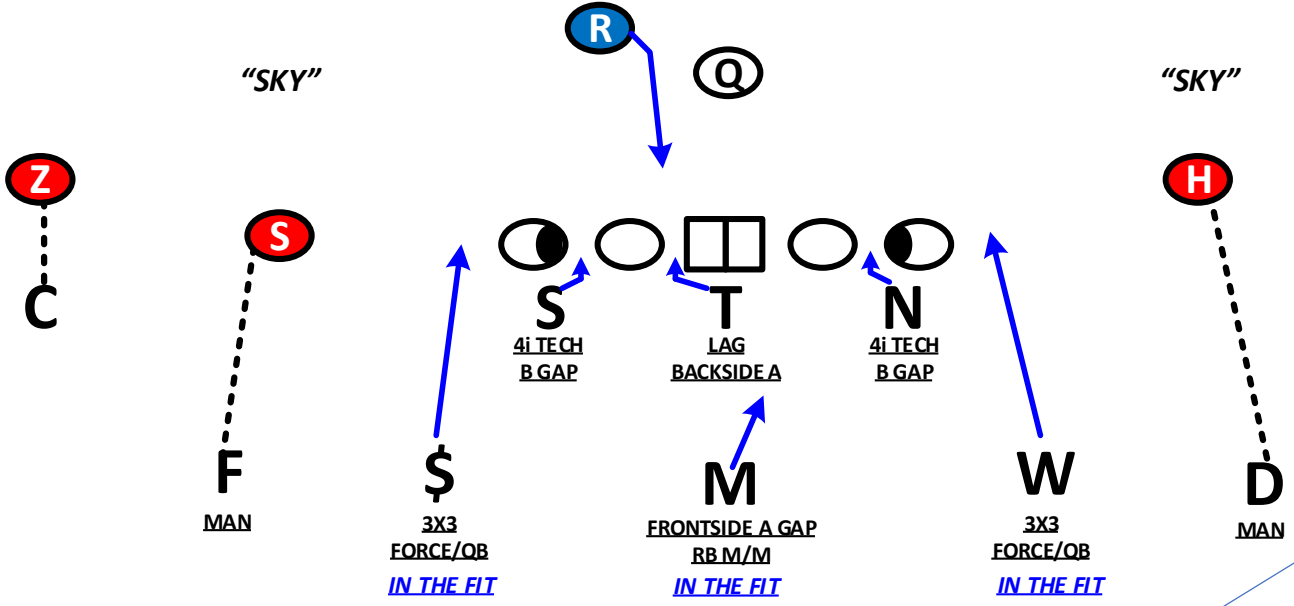 R
Q
“SKY”
“SKY”
Z
H
S
C
S
T
N
4i TECH
B GAP
LAG
BACKSIDE A
4i TECH
B GAP
F
$
M
W
D
MAN
3X3
FORCE/QB
IN THE FIT
FRONTSIDE A GAP
RB M/M
IN THE FIT
3X3
FORCE/QB
IN THE FIT
MAN